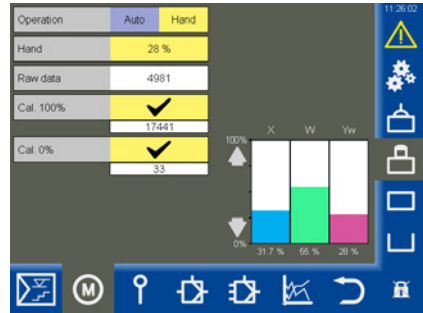 11:26:02
Operation Auto Hand
Hand 28 %
Raw data 4981
Cal. 100%
17441
Cal. 0%
33
X W Yw
100%
0%
31.7 % 55 % 28 %
M